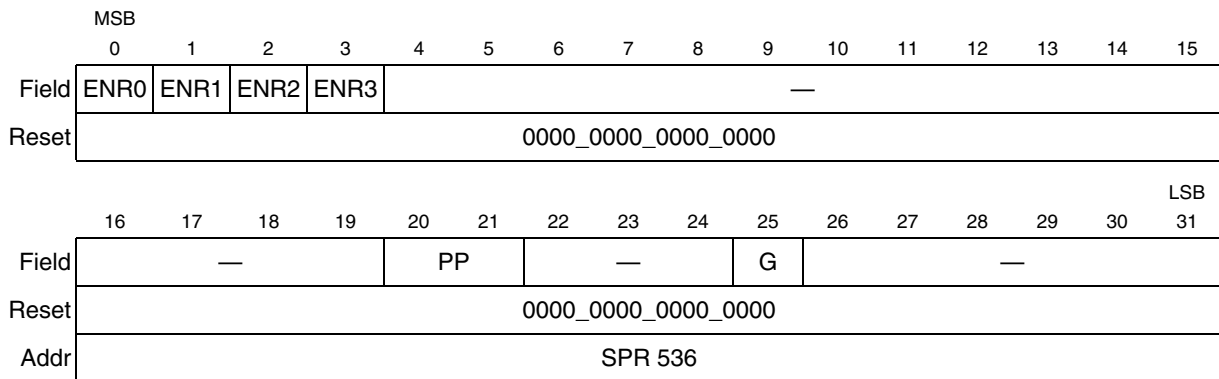 MSB
0 1 2 3 4 5 6 7 8 9 10 11 12 13 14 15
Field ENR0 ENR1 ENR2 ENR3 —
Reset 0000_0000_0000_0000
LSB
16 17 18 19 20 21 22 23 24 25 26 27 28 29 30 31
Field — PP — G —
Reset 0000_0000_0000_0000
Addr SPR 536